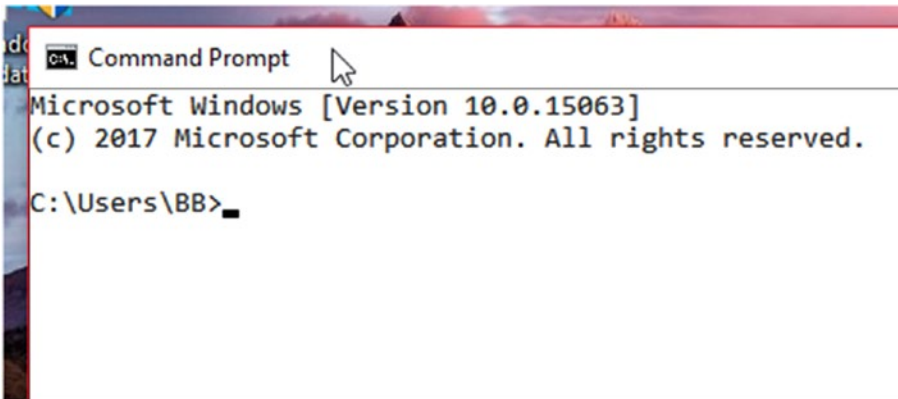 Command Prompt
Microsoft Windows [Version 10.0.15063]
(c) 2017 Microsoft Corporation. All rights reserved.
C:\Users\BB>